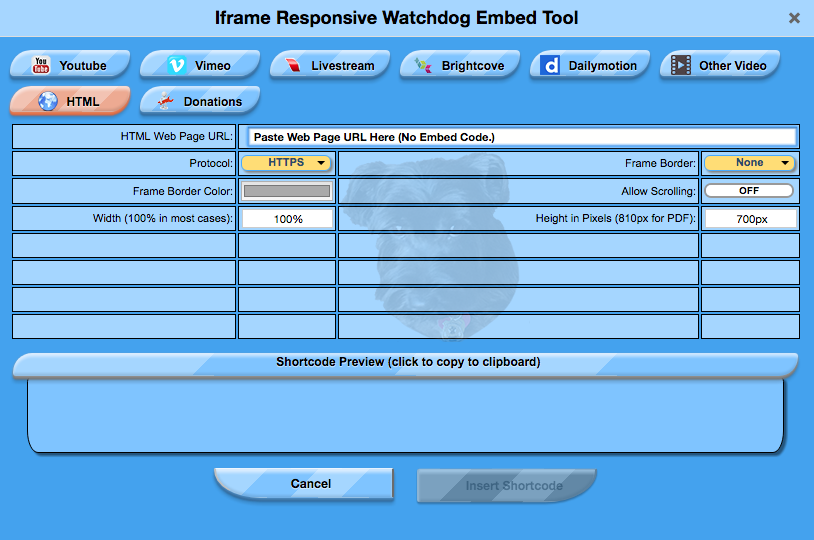 Iframe Responsive Watchdog Embed Tool
You Tube Youtube
Vimeo
Livestream
Brightcove
d Dailymotion
Other Video
HTML
Donations
HTML Web Page URL: Paste Web Page URL Here (No Embed Code.)
Protocol: HTTPS Frame Border: None
Frame Border Color: Allow Scrolling: OFF
Width (100% in most cases): 100% Height in Pixels (810px for PDF): 700px
Shortcode Preview (click to copy to clipboard)
Cancel
Insert Shortcode